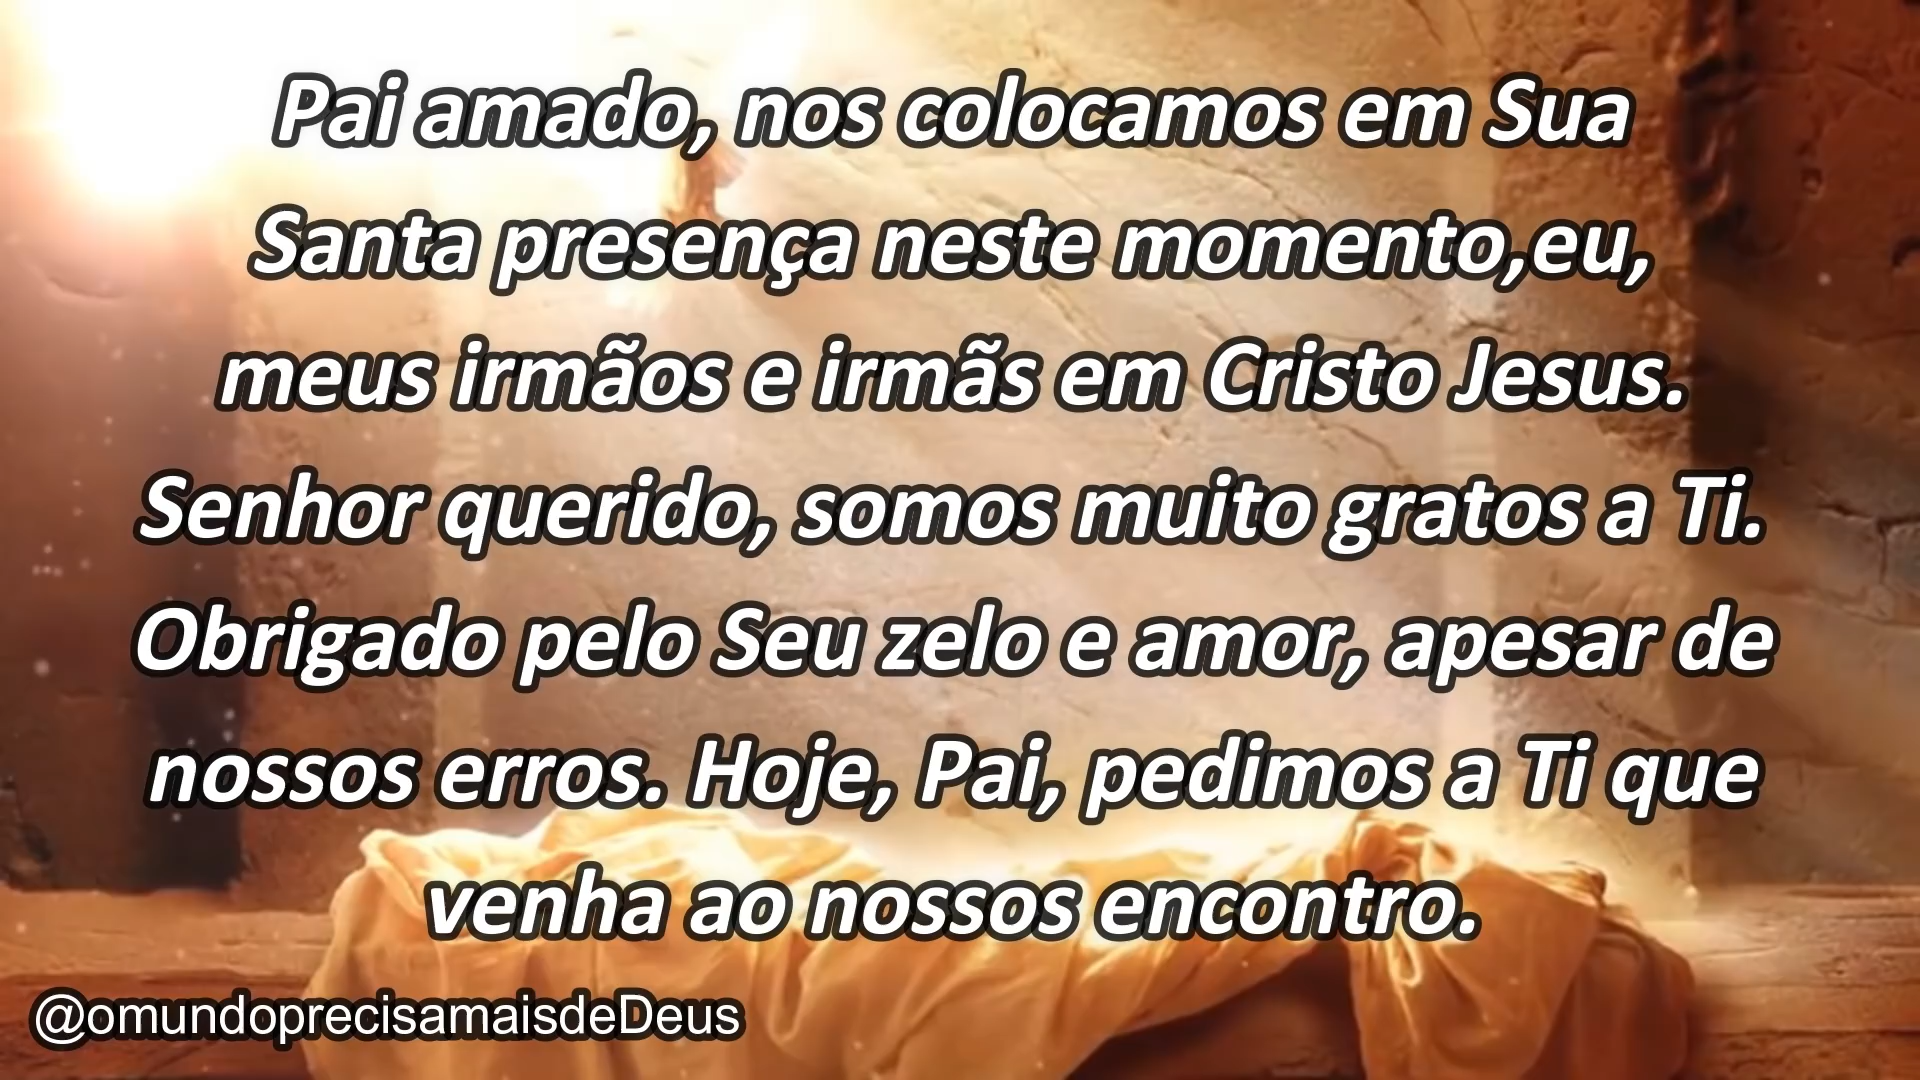 Pai amado, nos colocamos em Sua
Santa presença neste momento,eu,
meus irmãos e irmãs em Cristo Jesus.
Senhor querido, somos muito gratos a Ti.
Obrigado pelo Seu zelo e amor, apesar de
nossos erros. Hoje, Pai, pedimos a Ti que
venha ao nossos encontro.
@omundoprecisamaisdeDeus